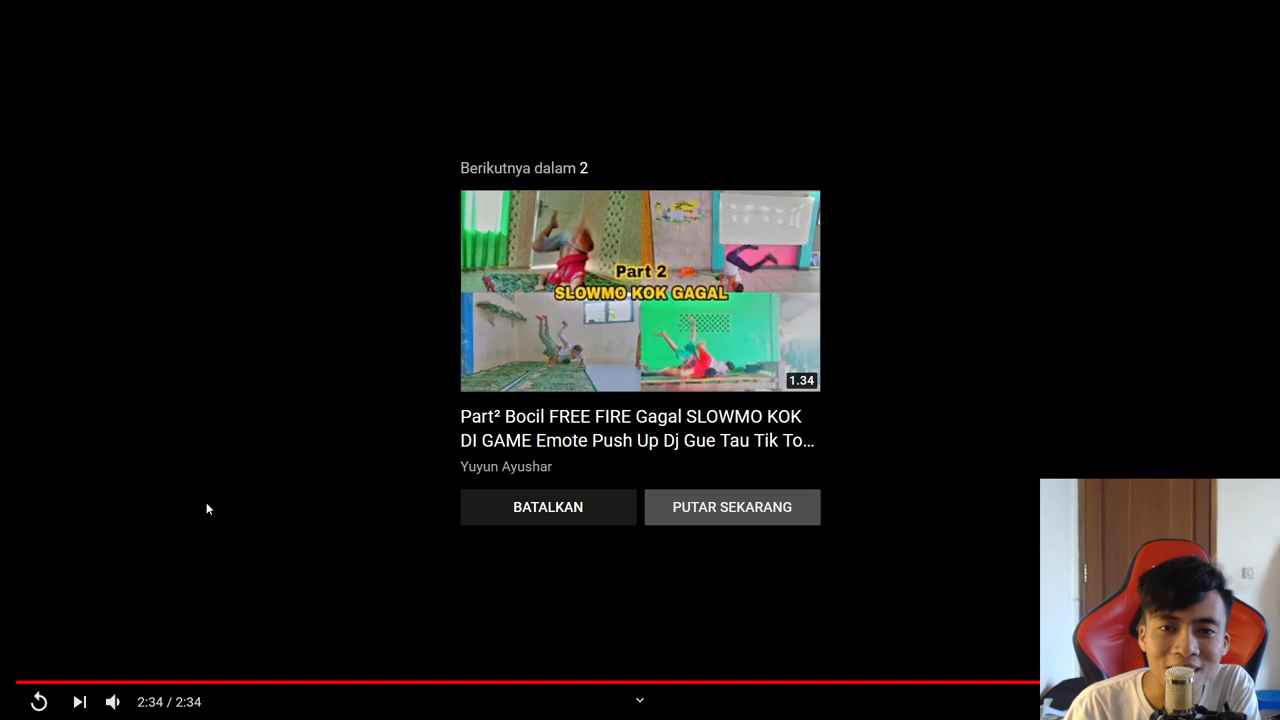 Berikutnya dalam 2
Part 2
SLOWMO KOK GAGAL
1.34
Part² Bocil FREE FIRE Gagal SLOWMO KOK
DI GAME Emote Push Up Dj Gue Tau Tik To...
Yuyun Ayushar
BATALKAN
PUTAR SEKARANG
2:34 / 2:34